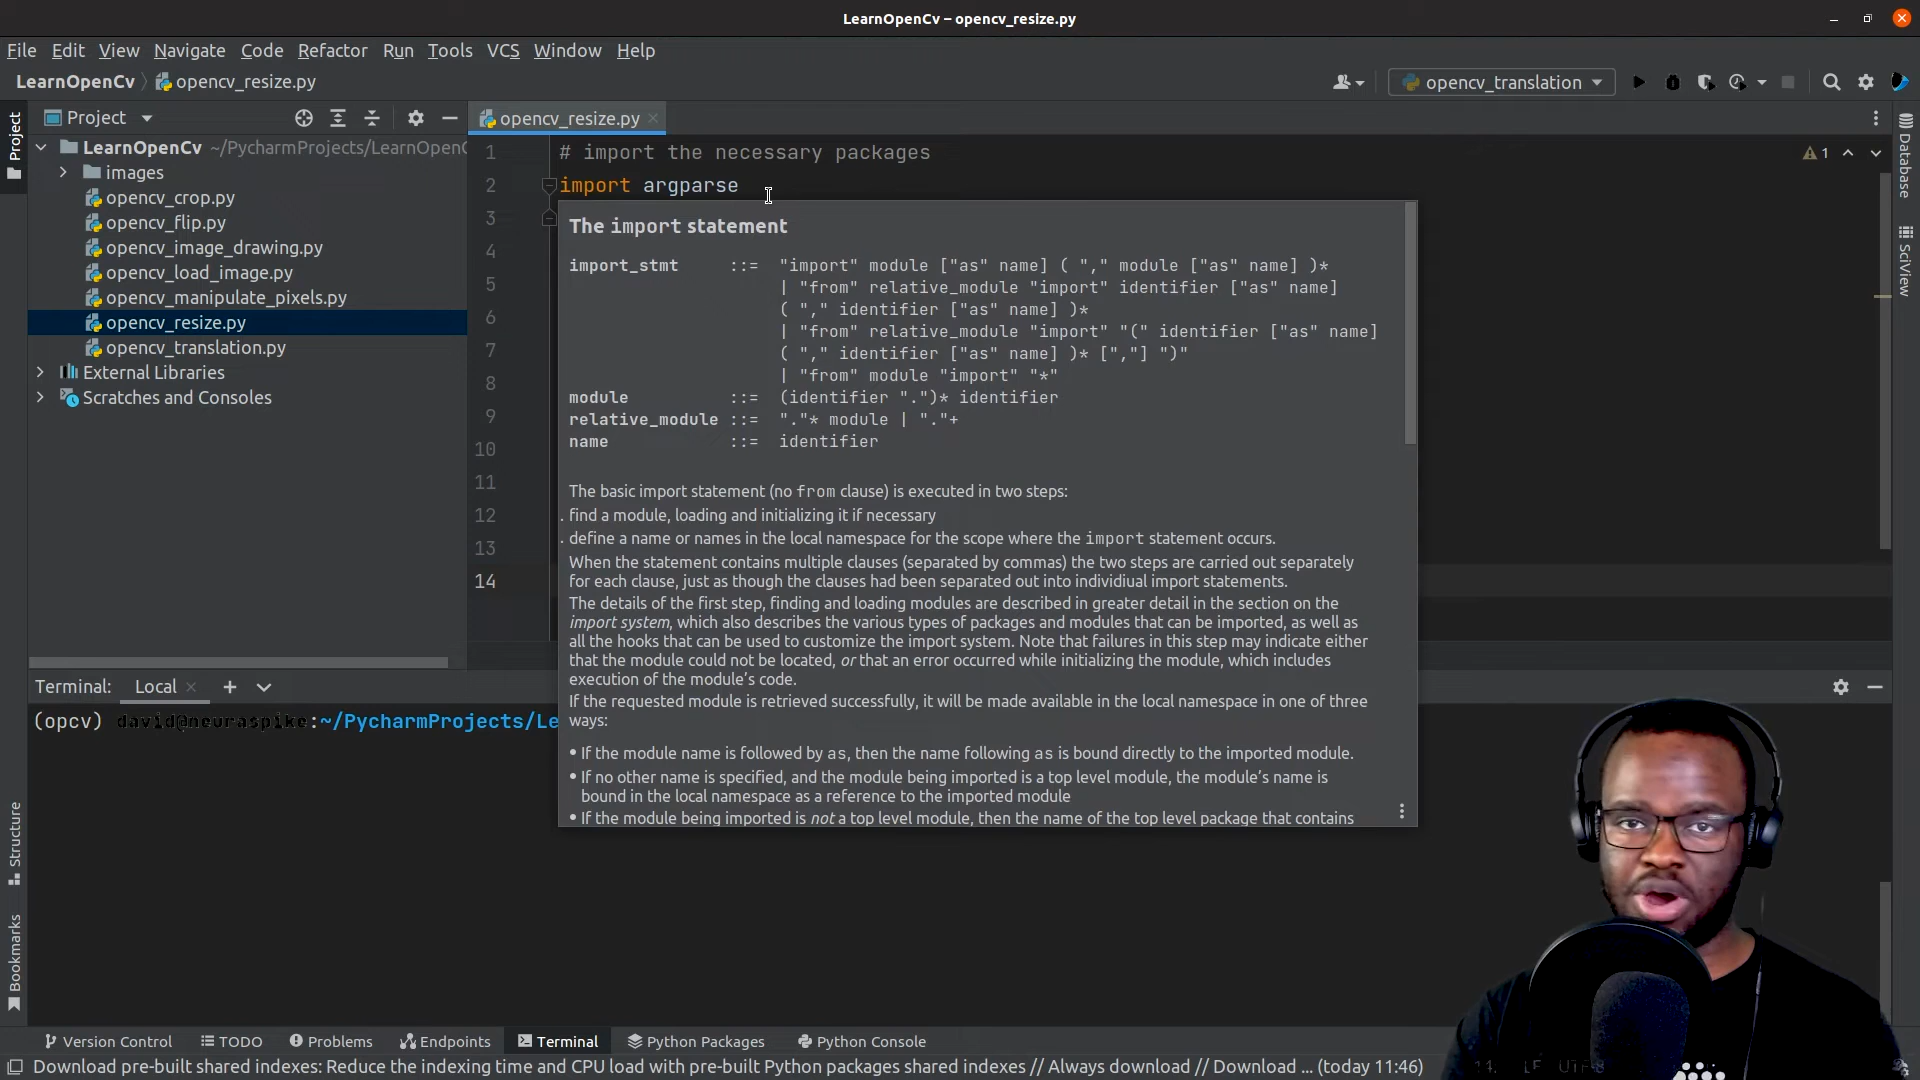 LearnOpenCv – opencv_resize.py
File Edit View Navigate Code Refactor Run Tools VCS Window Help
LearnOpenCv opencv_resize.py
opencv_translation
Project
opencv_resize.py
Project
LearnOpenCv ~/PycharmProjects/LearnOpenC
images
opencv_crop.py
opencv_flip.py
opencv_image_drawing.py
opencv_load_image.py
opencv_manipulate_pixels.py
opencv_resize.py
opencv_translation.py
External Libraries
Scratches and Consoles
1 # import the necessary packages
2 import argparse
3
4
5
6
7
8
9
10
11
12
13
14
1
Database
SciView
The import statement
import_stmt ::= "import" module ["as" name] ( "," module ["as" name] )*
| "from" relative_module "import" identifier ["as" name]
( "," identifier ["as" name] )*
| "from" relative_module "import" "(" identifier ["as" name]
( "," identifier ["as" name] )* [","] ")"
| "from" module "import" "*"
module ::= (identifier ".")* identifier
relative_module ::= "."* module | "."+
name ::= identifier
The basic import statement (no from clause) is executed in two steps:
. find a module, loading and initializing it if necessary
. define a name or names in the local namespace for the scope where the import statement occurs.
When the statement contains multiple clauses (separated by commas) the two steps are carried out separately
for each clause, just as though the clauses had been separated out into individiual import statements.
The details of the first step, finding and loading modules are described in greater detail in the section on the
import system, which also describes the various types of packages and modules that can be imported, as well as
all the hooks that can be used to customize the import system. Note that failures in this step may indicate either
that the module could not be located, or that an error occurred while initializing the module, which includes
execution of the module's code.
If the requested module is retrieved successfully, it will be made available in the local namespace in one of three
ways:
• If the module name is followed by as, then the name following as is bound directly to the imported module.
• If no other name is specified, and the module being imported is a top level module, the module's name is
bound in the local namespace as a reference to the imported module
• If the module being imported is not a top level module, then the name of the top level package that contains
Terminal: Local
(opcv) david@neuraspike:~/PycharmProjects/Le
Structure
Bookmarks
Version Control TODO Problems Endpoints Terminal Python Packages Python Console
Download pre-built shared indexes: Reduce the indexing time and CPU load with pre-built Python packages shared indexes // Always download // Download ... (today 11:46)